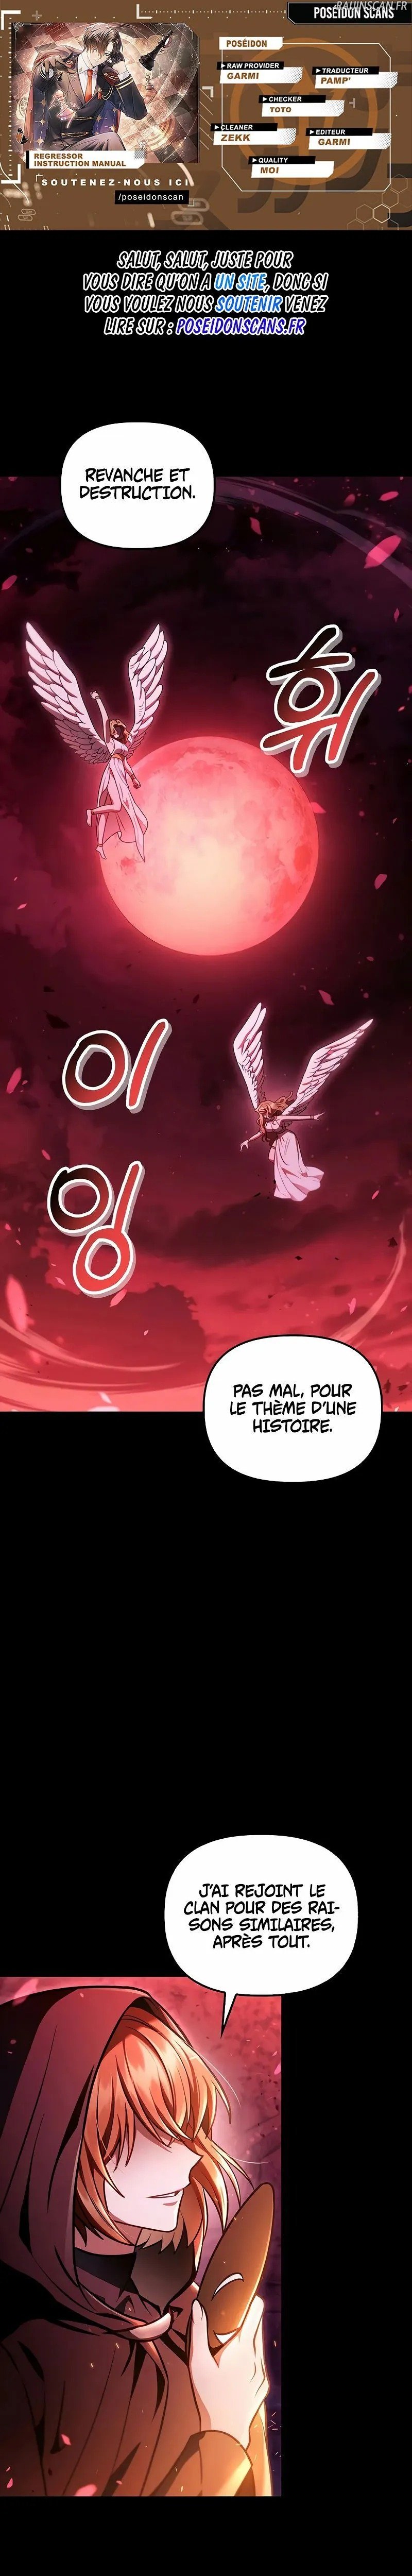 RAIJINSCAN.FR
POSÉIDON SCANS
POSÉIDON
RAW PROVIDER
GARMI
TRADUCTEUR
PAMP'
CHECKER
TOTO
CLEANER
ZEKK
EDITEUR
GARMI
QUALITY
MOI
REGRESSOR
INSTRUCTION MANUAL
SOUTENEZ-NOUS ICI
/poseidonscan
SALUT, SALUT, JUSTE POUR
VOUS DIRE QU'ON A UN SITE, DONC SI
VOUS VOULEZ NOUS SOUTENIR VENEZ
LIRE SUR : POSEIDONSCANS.FR
REVANCHE ET
DESTRUCTION.
휘
이
잉
PAS MAL, POUR
LE THÈME D'UNE
HISTOIRE.
J'AI REJOINT LE
CLAN POUR DES RAI-
SONS SIMILAIRES,
APRÈS TOUT.